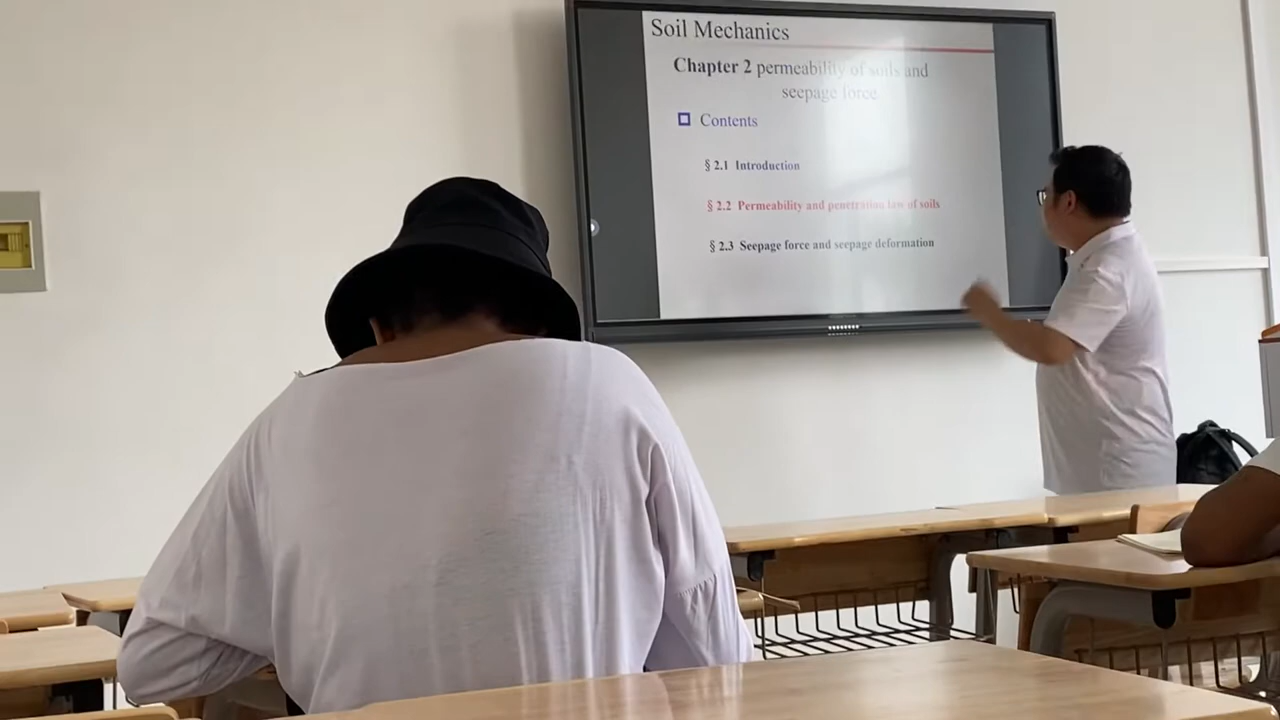 Soil Mechanics
Chapter 2 permeability of soils and
seepage force
Contents
§ 2.1 Introduction
§ 2.2 Permeability and penetration law of soils
§ 2.3 Seepage force and seepage deformation